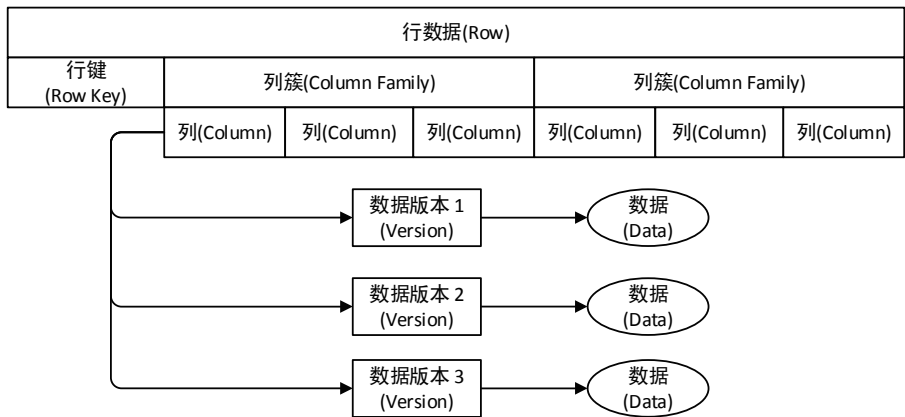 行数据(Row)
行键
(Row Key)
列簇(Column Family)
列簇(Column Family)
列(Column)
列(Column)
列(Column)
列(Column)
列(Column)
列(Column)
数据版本 1
(Version)
数据
(Data)
数据版本 2
(Version)
数据
(Data)
数据版本 3
(Version)
数据
(Data)